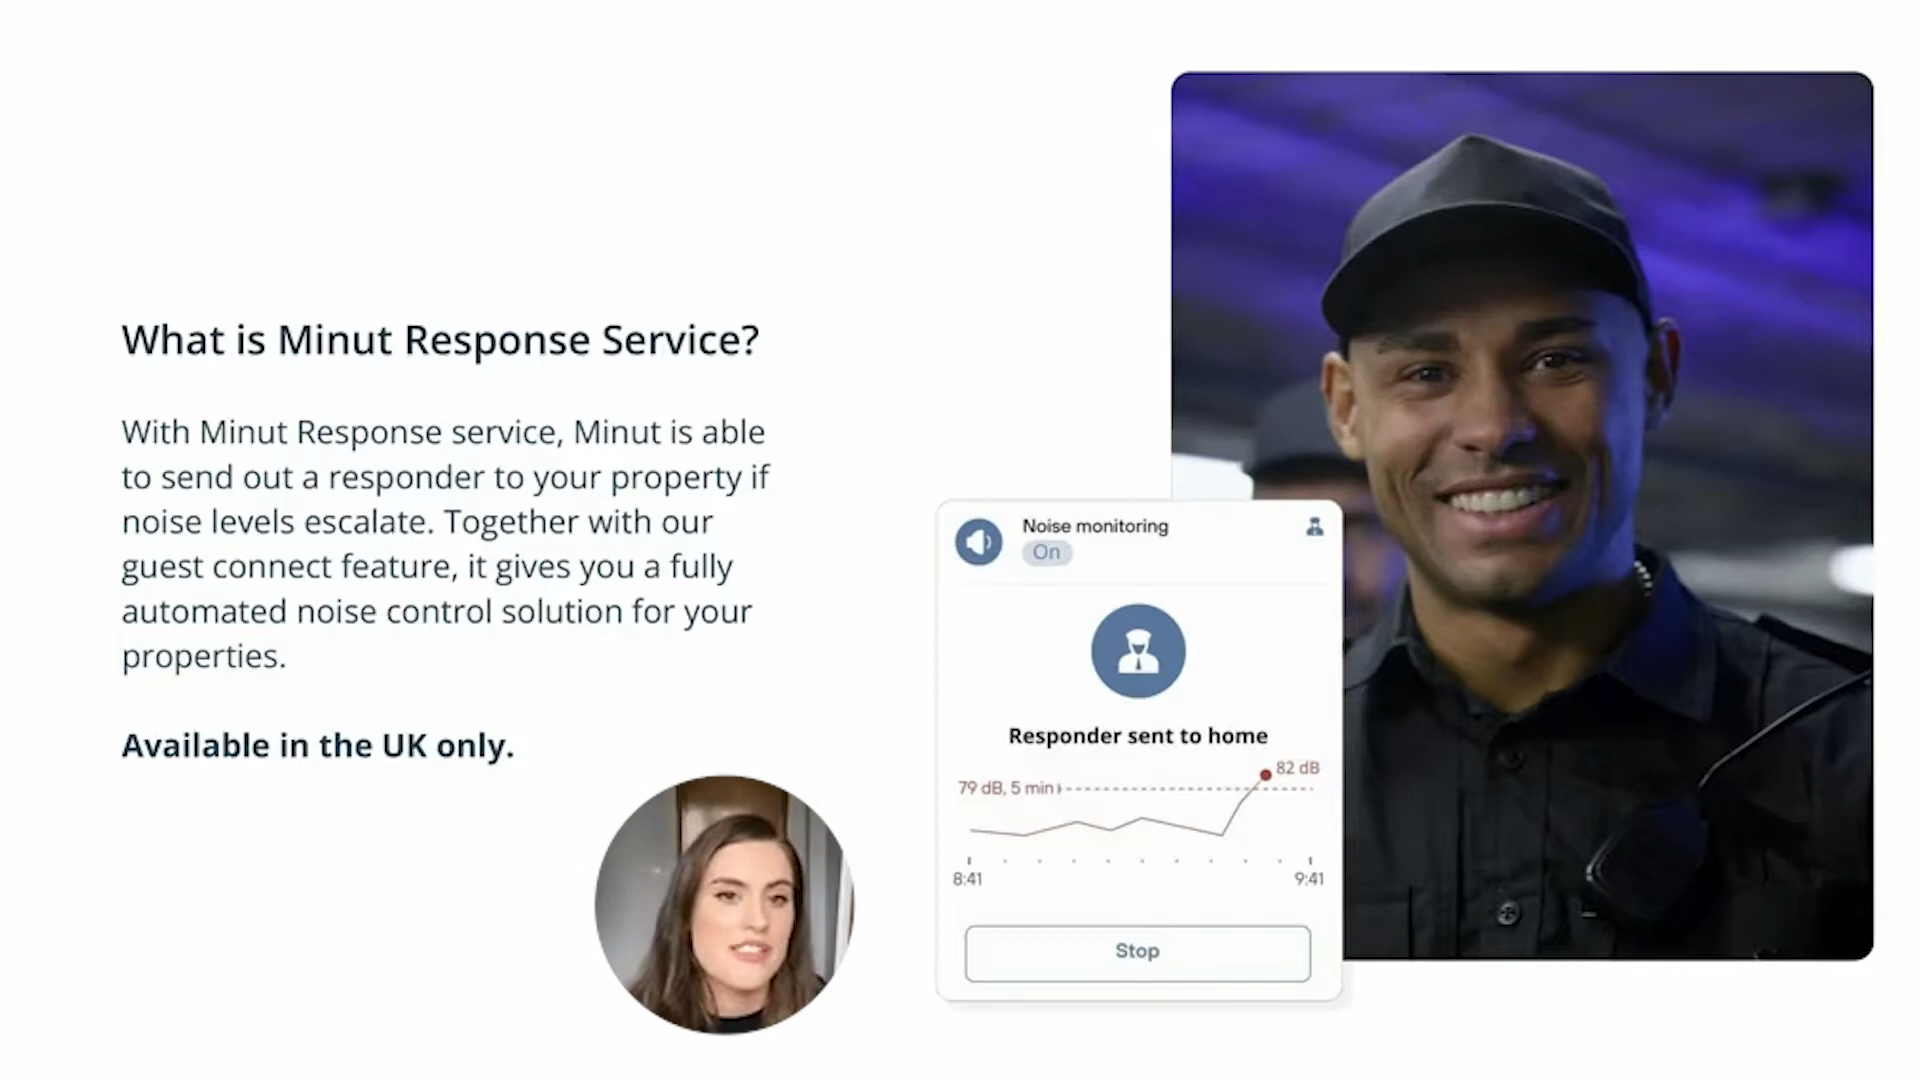 What is Minut Response Service?
With Minut Response service, Minut is able
to send out a responder to your property if
noise levels escalate. Together with our
guest connect feature, it gives you a fully
automated noise control solution for your
properties.
Available in the UK only.
Noise monitoring
On
Responder sent to home
82 dB
79 dB, 5 min
8:41
9:41
Stop